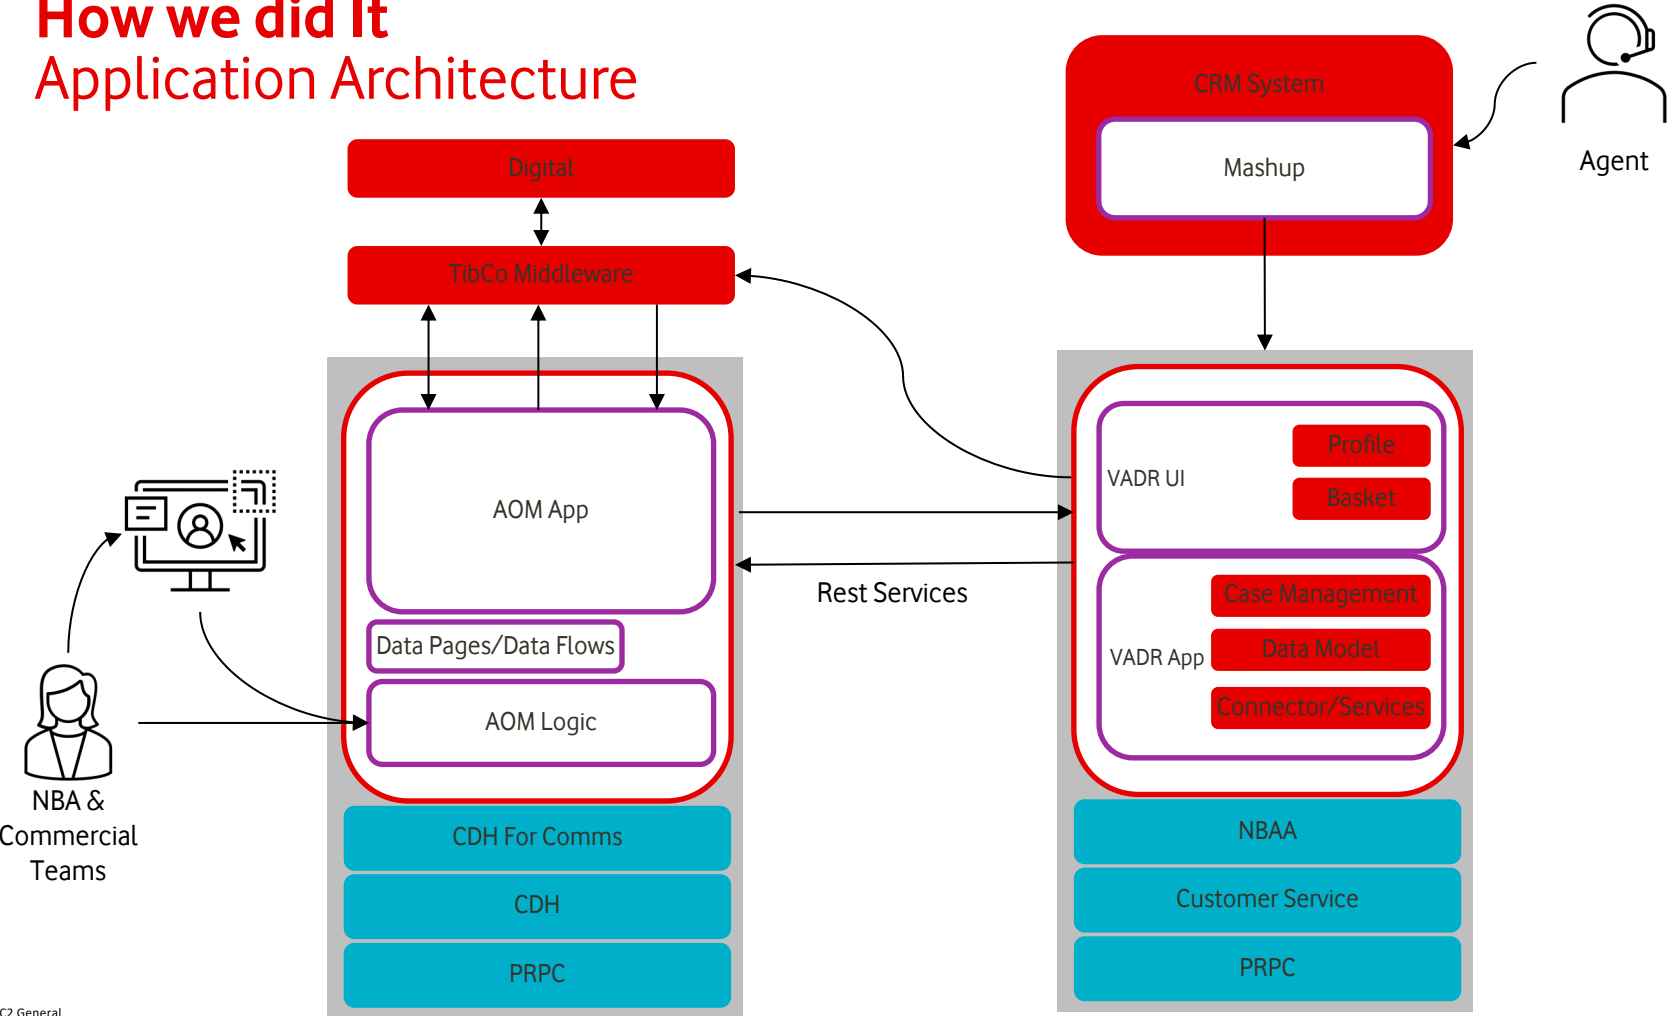 How we did It
Application Architecture
CRM System
Mashup
Agent
Digital
TibCo Middleware
AOM App
Data Pages/Data Flows
AOM Logic
CDH For Comms
CDH
PRPC
Rest Services
VADR UI
Profile
Basket
VADR App
Case Management
Data Model
Connector/Services
NBAA
Customer Service
PRPC
NBA &
Commercial
Teams
C2 General